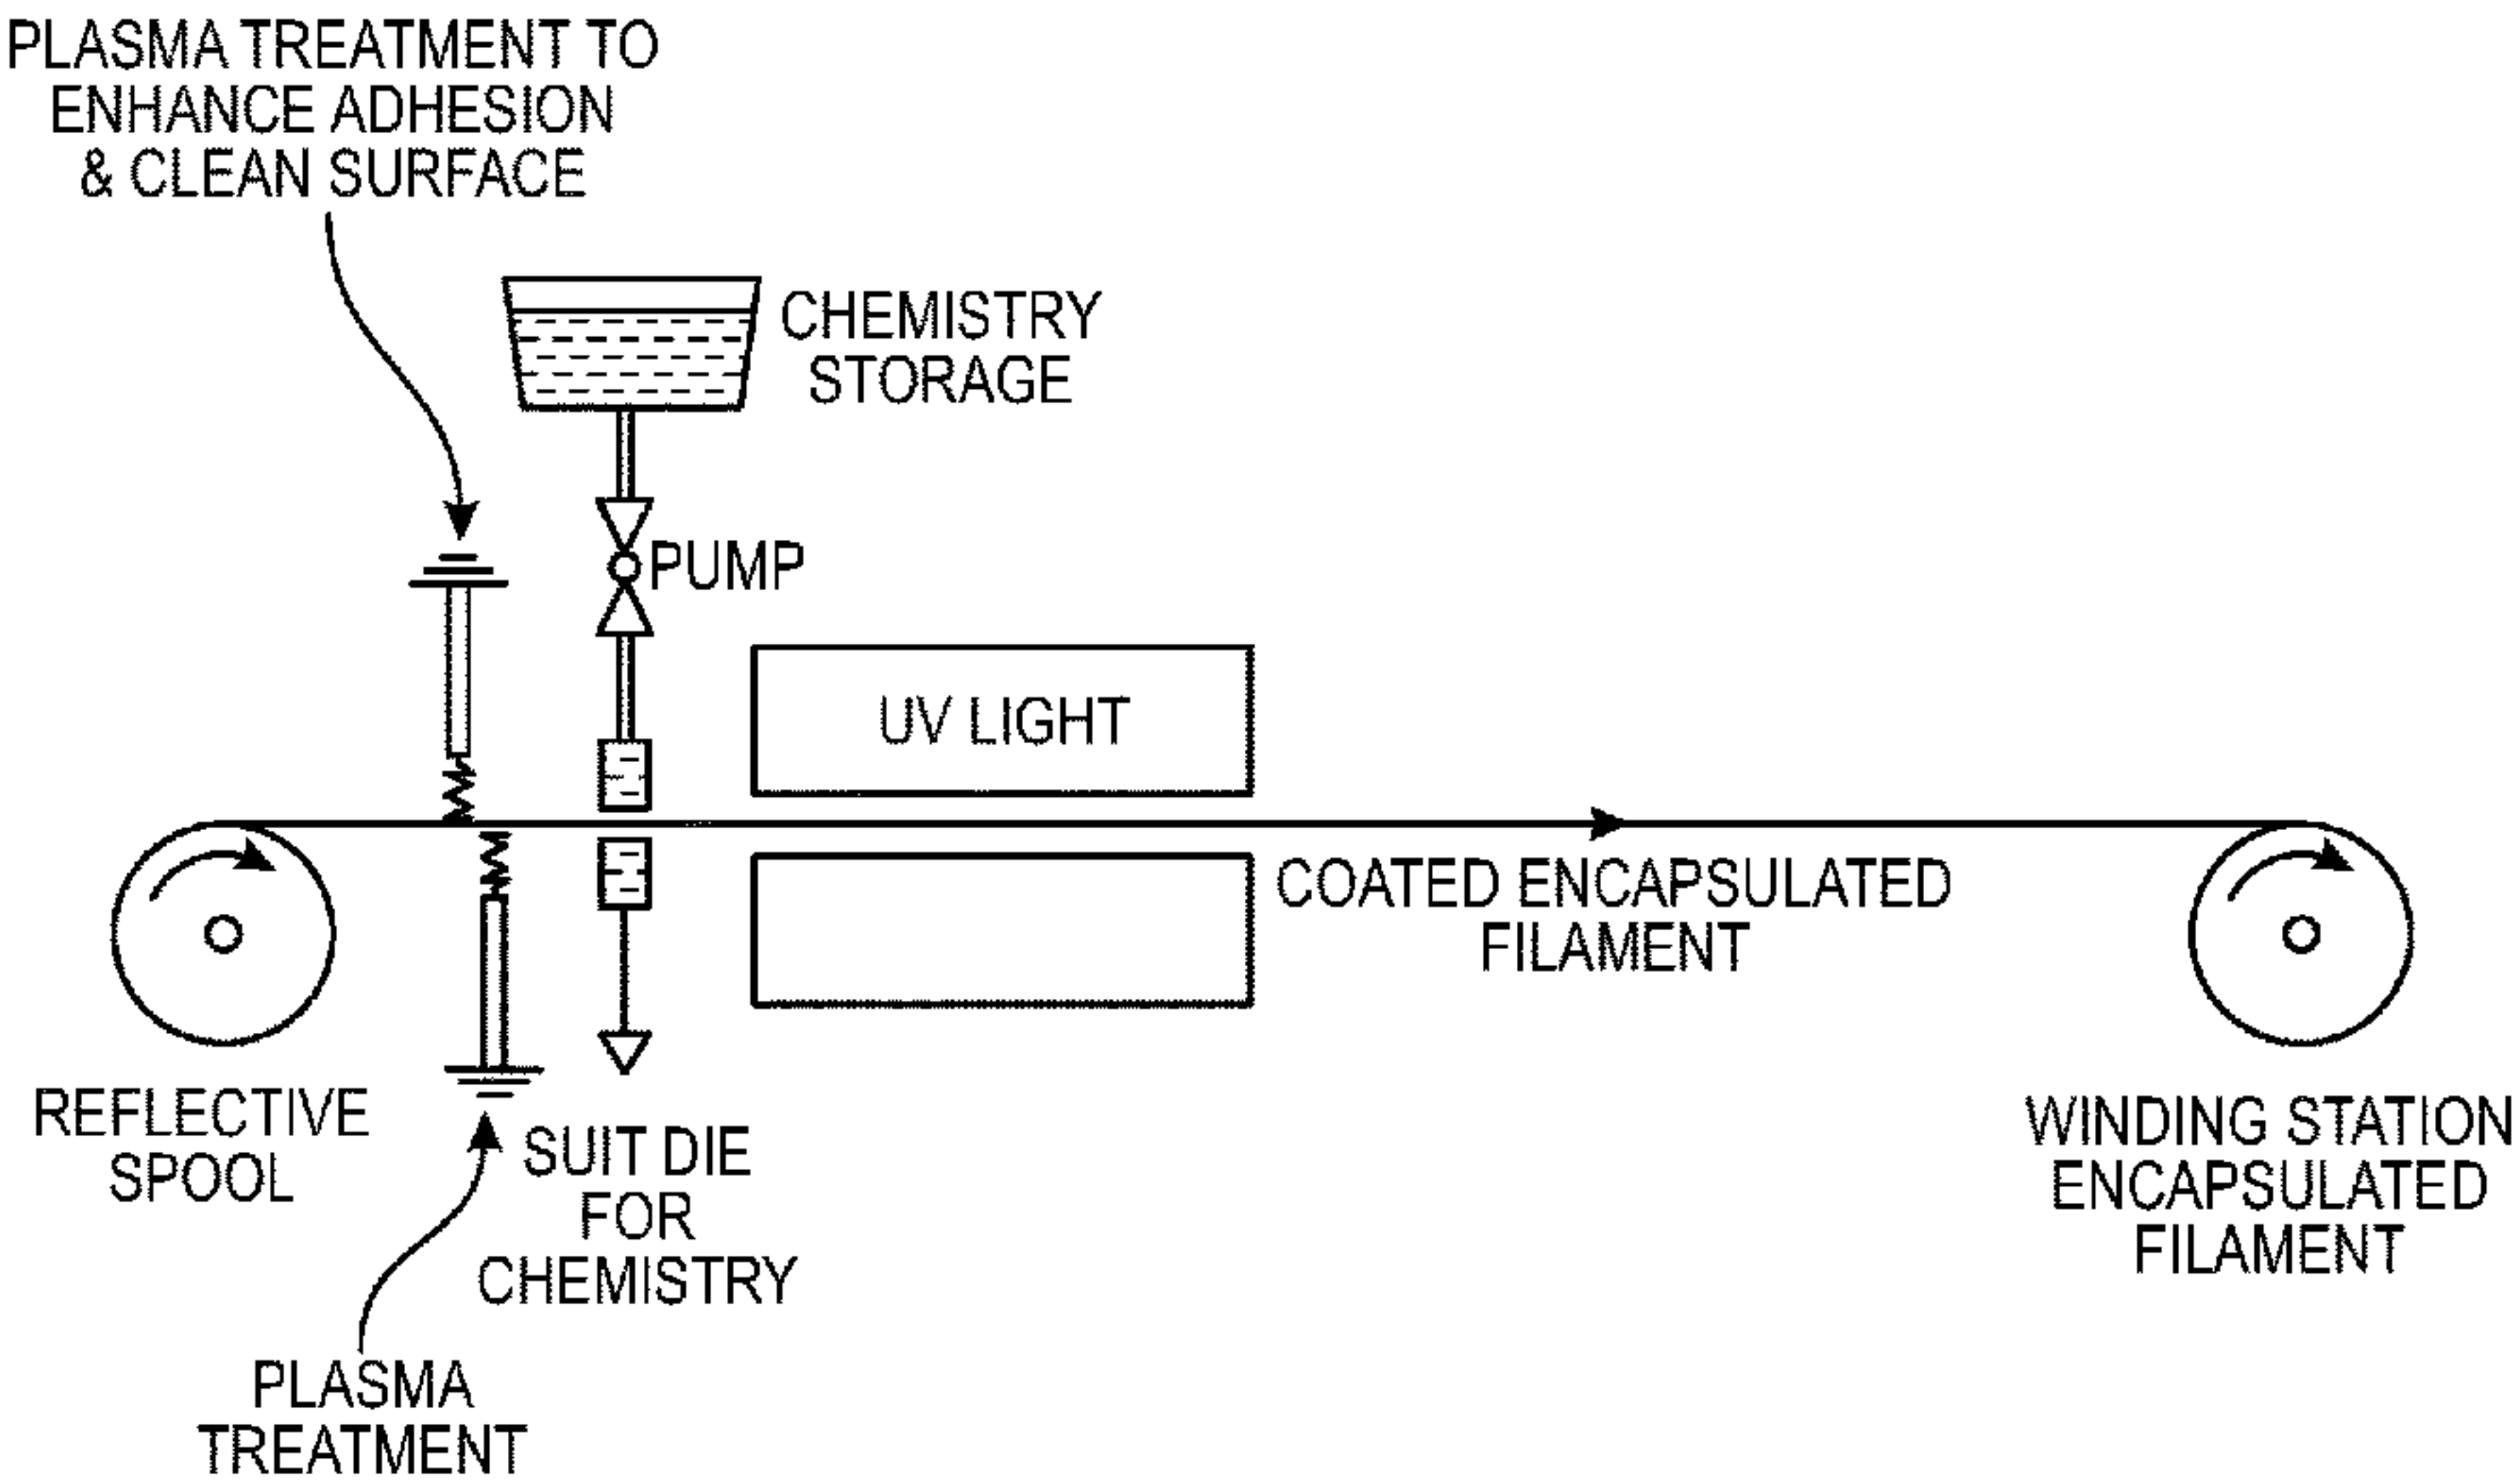 PLASMA TREATMENT TO
ENHANCE ADHESION
& CLEAN SURFACE
CHEMISTRY
STORAGE
PUMP
UV LIGHT
COATED ENCAPSULATED
FILAMENT
REFLECTIVE
SPOOL
SUIT DIE
FOR
CHEMISTRY
WINDING STATION
ENCAPSULATED
FILAMENT
PLASMA
TREATMENT